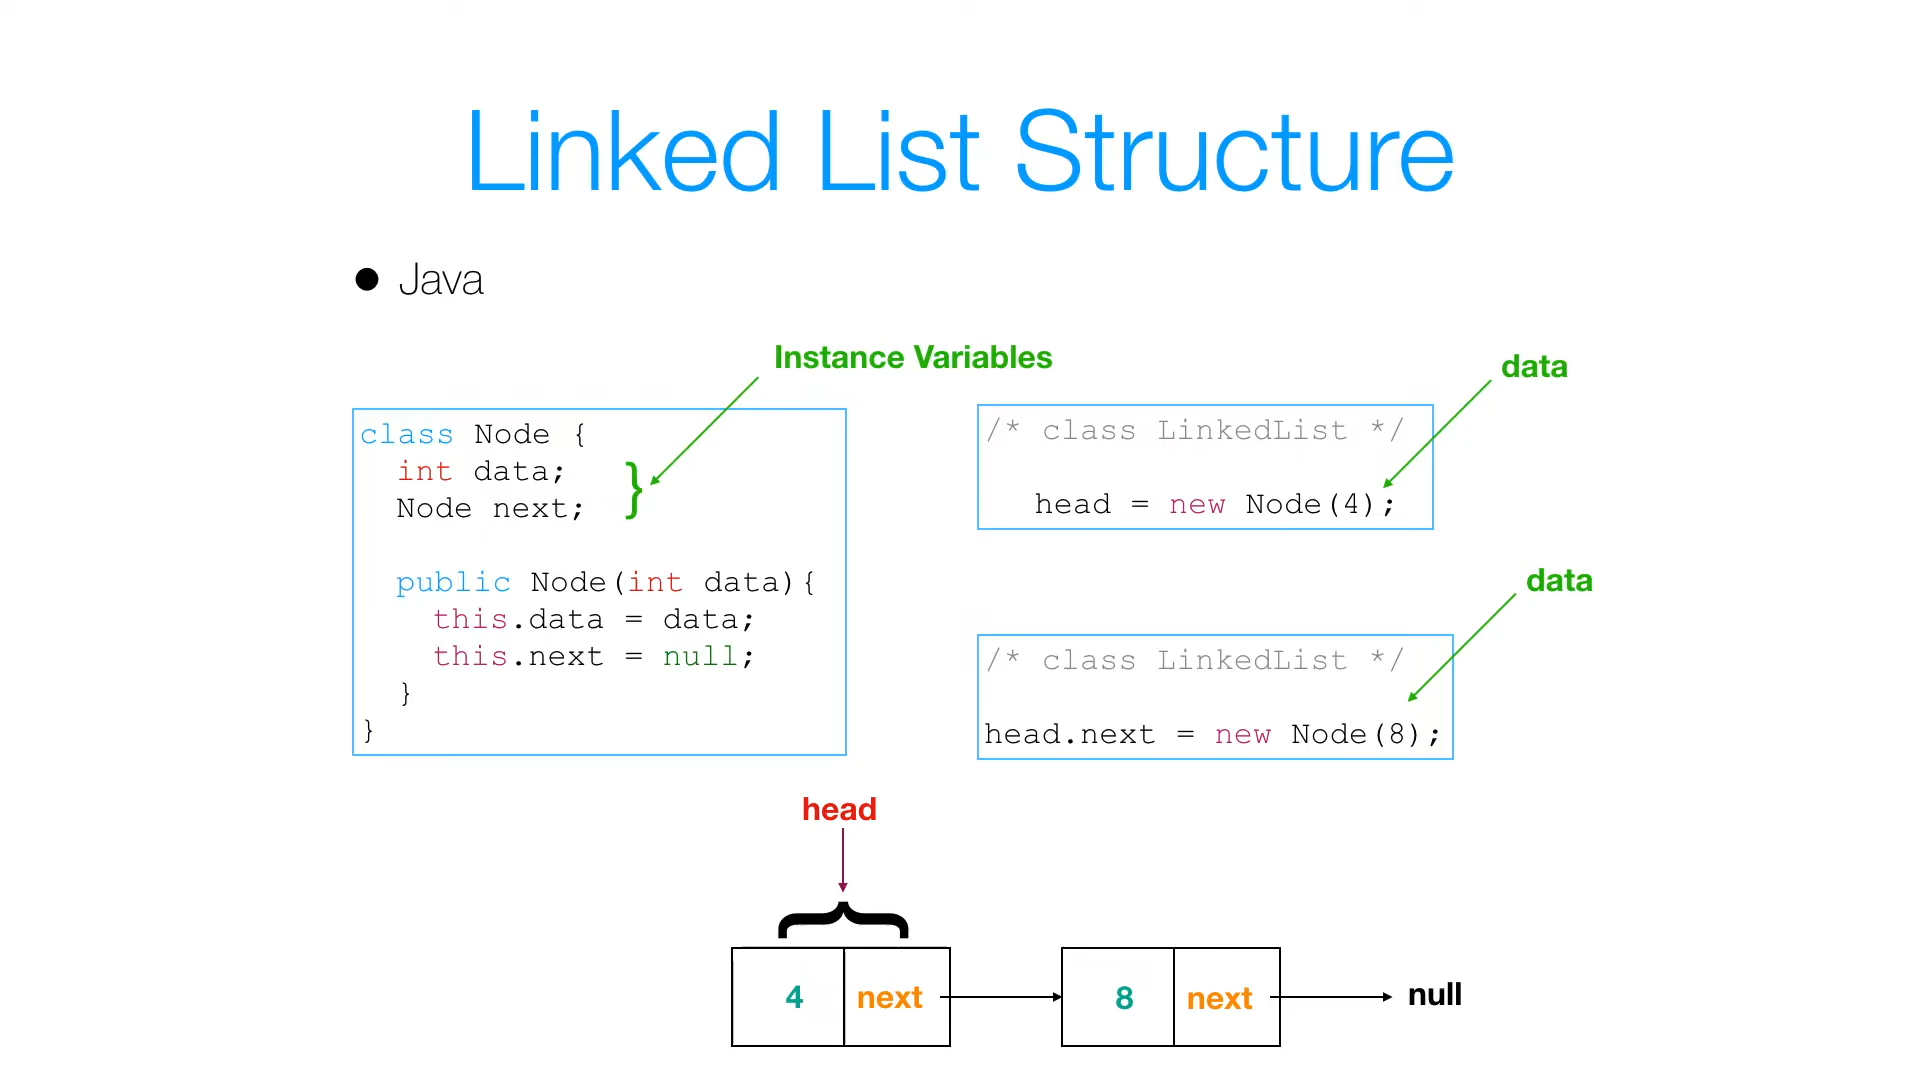 Linked List Structure
● Java
Instance Variables
class Node {
int data;
Node next;
}
public Node(int data){
this.data = data;
this.next = null;
}
}
data
/* class LinkedList */
head = new Node(4);
data
/* class LinkedList */
head.next = new Node(8);
head
4 next 8 next null